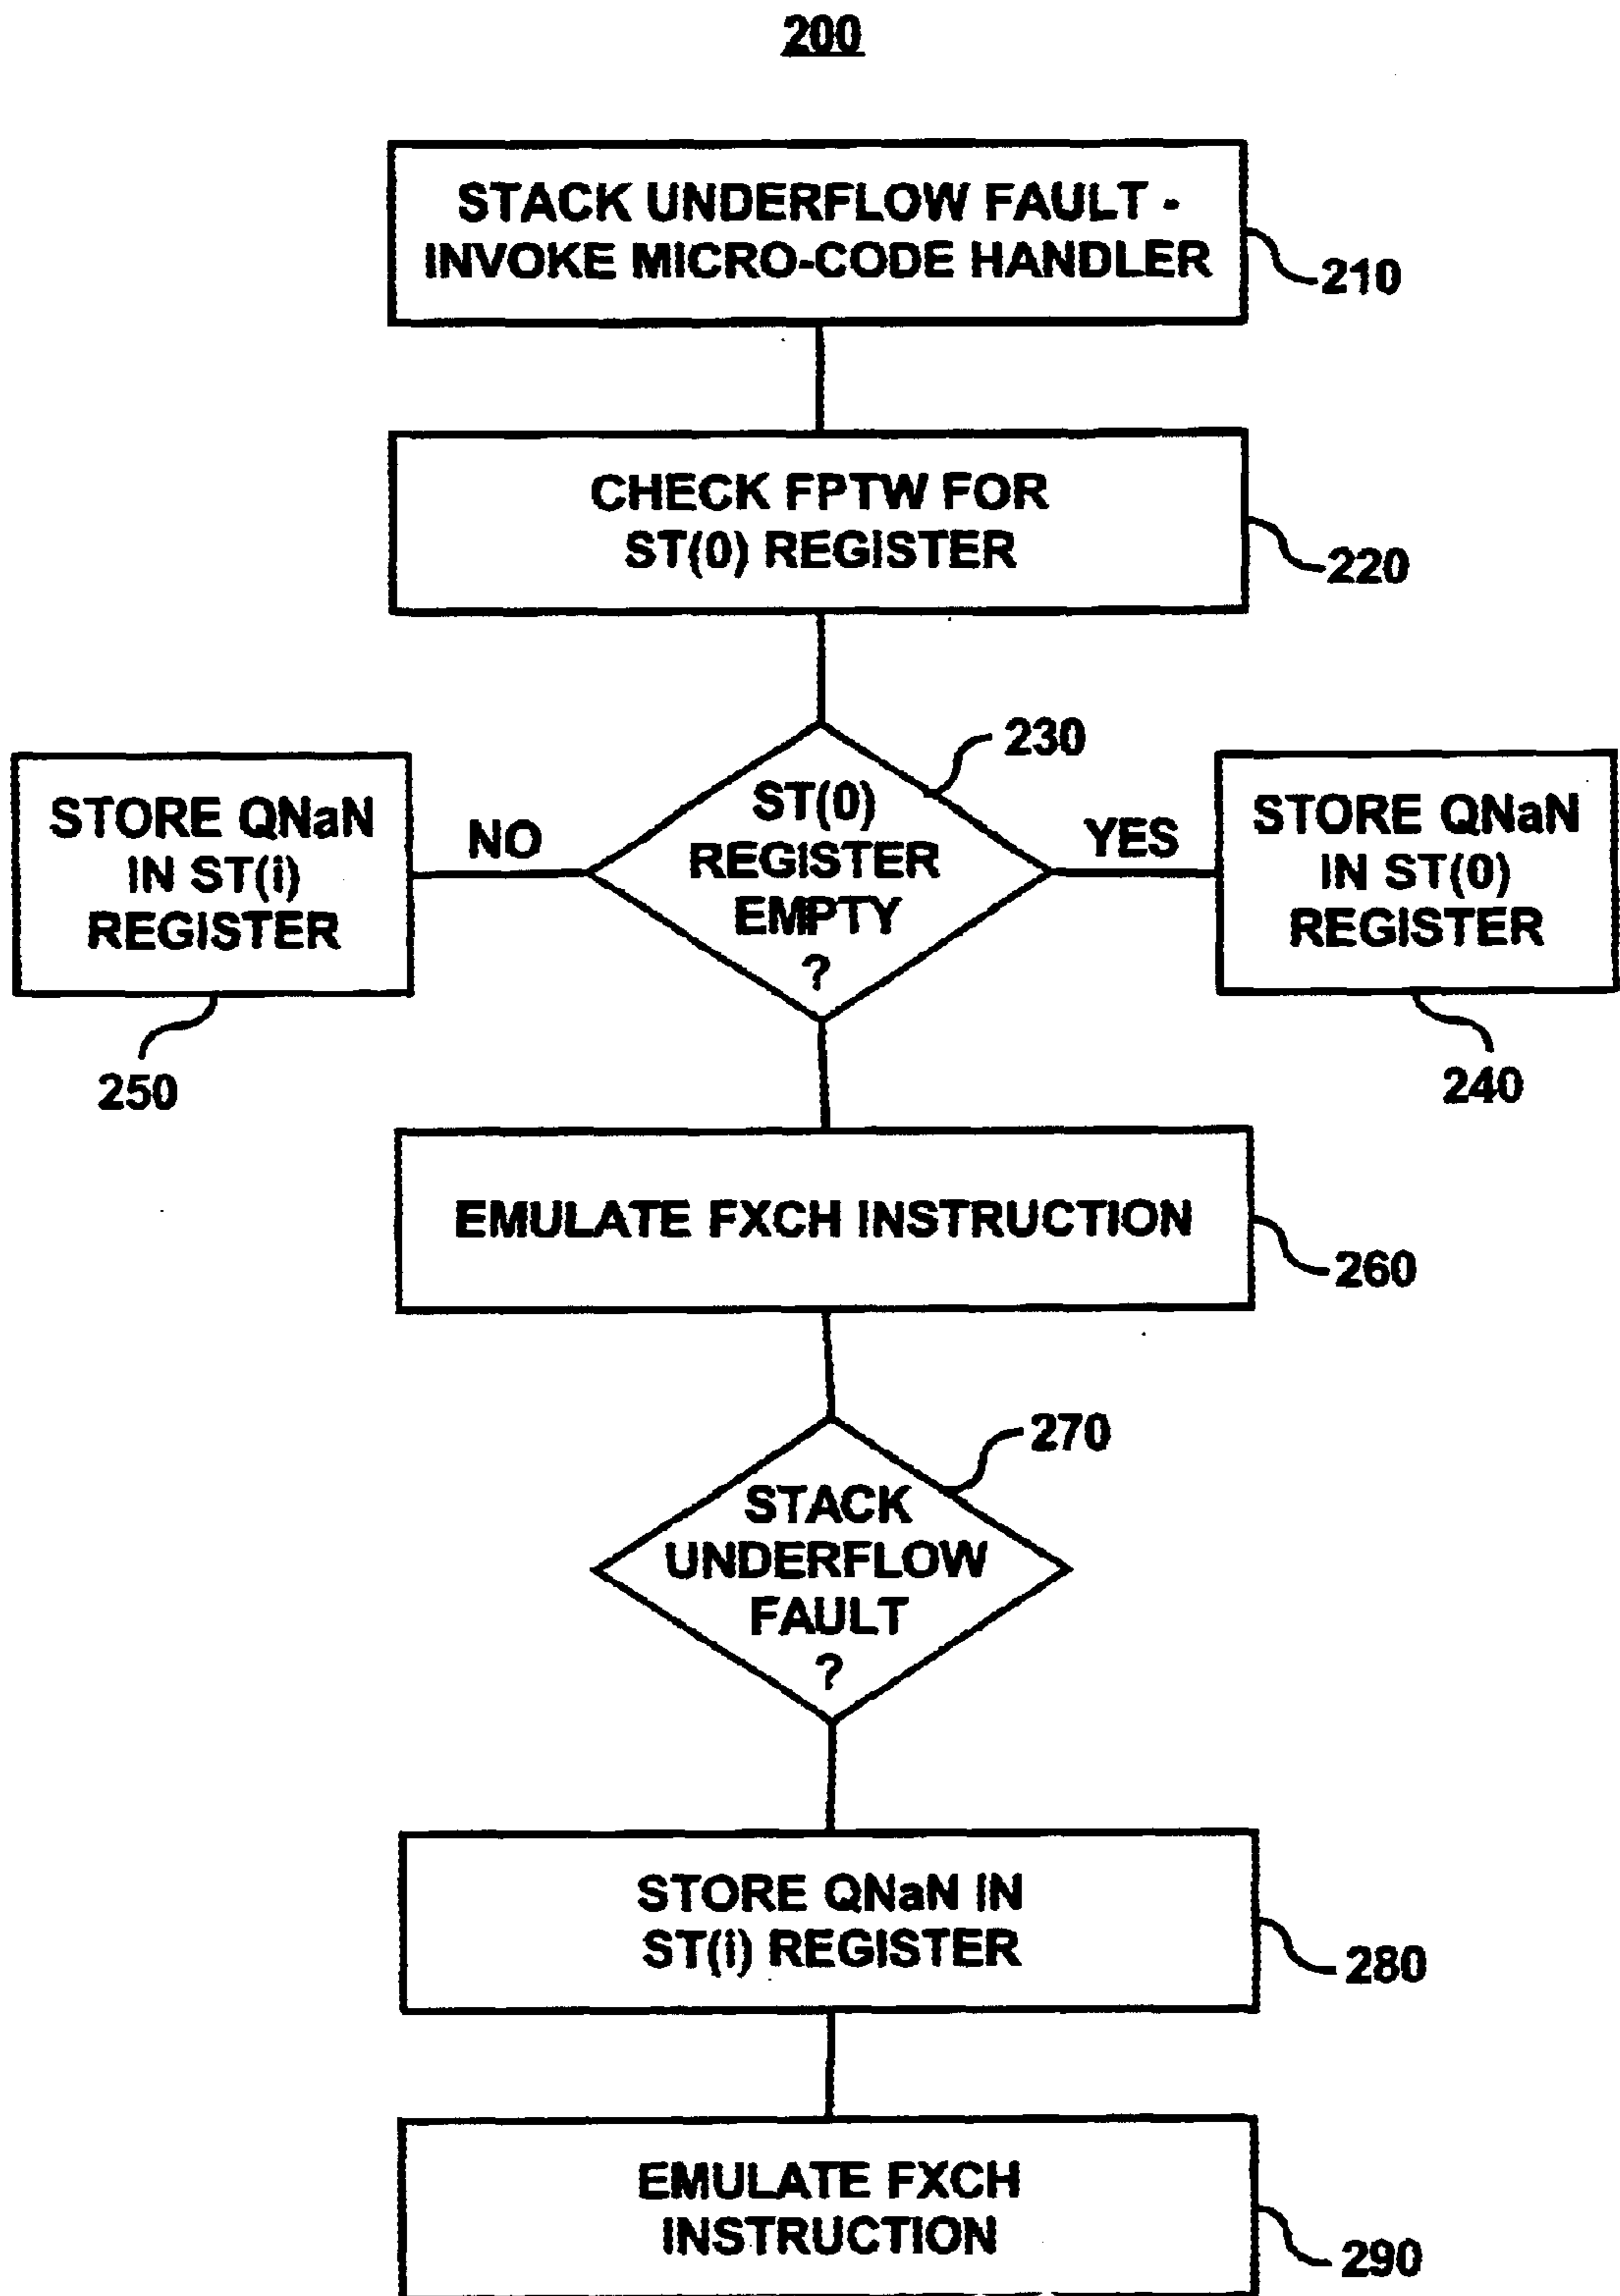 200
STACK UNDERFLOW FAULT -
INVOKE MICRO-CODE HANDLER
210
CHECK FPTW FOR
ST(0) REGISTER
220
230
ST(0)
REGISTER
EMPTY
?
NO
YES
STORE QNaN
IN ST(i)
REGISTER
250
STORE QNaN
IN ST(0)
REGISTER
240
EMULATE FXCH INSTRUCTION
260
270
STACK
UNDERFLOW
FAULT
?
STORE QNaN IN
ST(i) REGISTER
280
EMULATE FXCH
INSTRUCTION
290